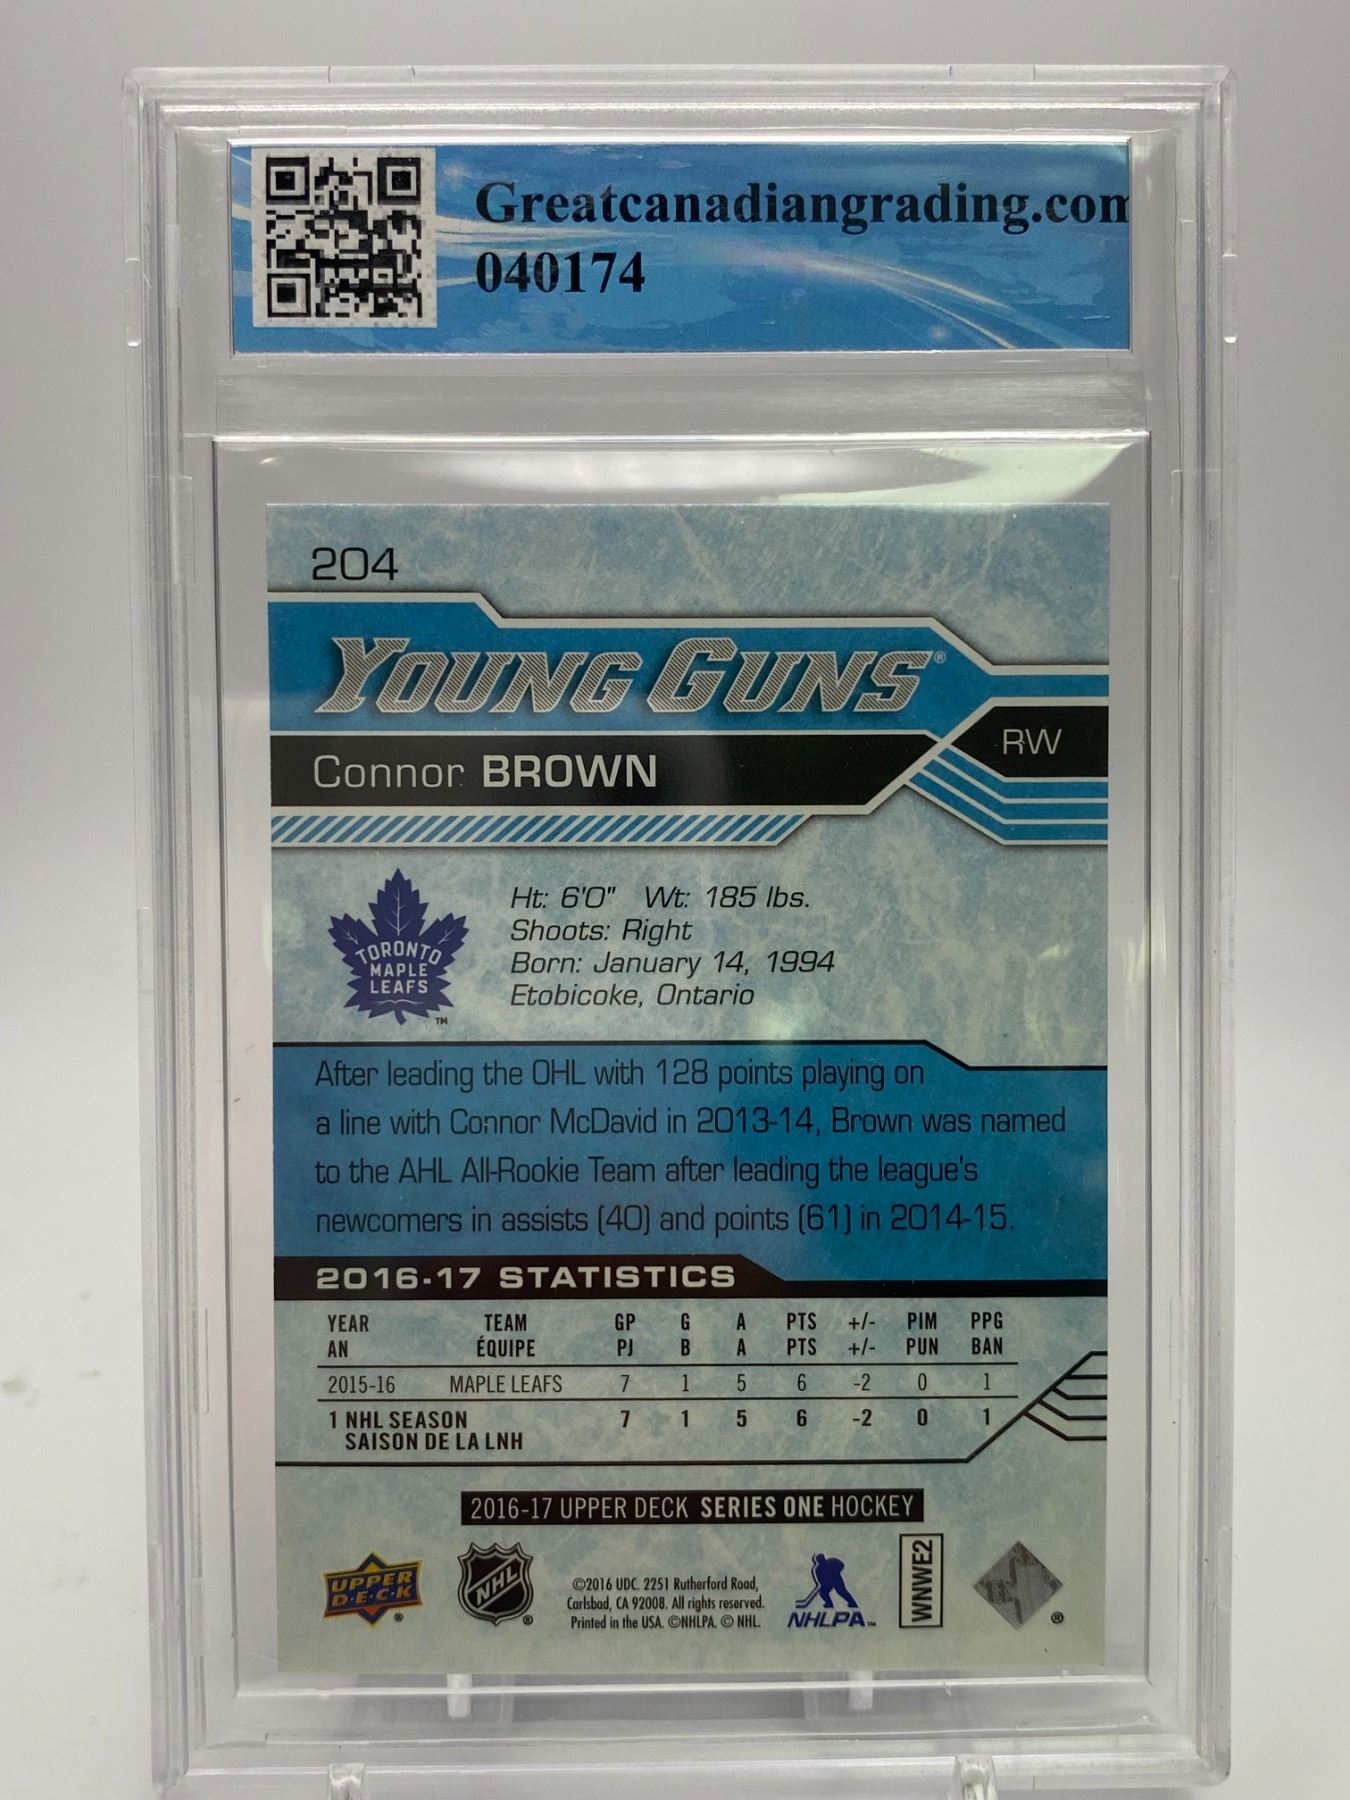 Greatcanadiangrading.com
040174
204
YOUNG GUNS®
Connor BROWN
RW
Ht: 6'0" Wt: 185 lbs.
Shoots: Right
Born: January 14, 1994
Etobicoke, Ontario
TORONTO
MAPLE
LEAFS
TM
After leading the OHL with 128 points playing on
a line with Connor McDavid in 2013-14, Brown was named
to the AHL All-Rookie Team after leading the league's
newcomers in assists (40) and points (61) in 2014-15.
2016-17 STATISTICS
YEAR TEAM GP G A PTS +/- PIM PPG
AN ÉQUIPE PJ B A PTS +/- PUN BAN
2015-16 MAPLE LEAFS 7 1 5 6 -2 0 1
1 NHL SEASON 7 1 5 6 -2 0 1
SAISON DE LA LNH
2016-17 UPPER DECK SERIES ONE HOCKEY
UPPER
D·E·C·K
®
NHL
®
©2016 UDC. 2251 Rutherford Road,
Carlsbad, CA 92008. All rights reserved.
Printed in the USA. ©NHLPA. © NHL.
NHLPA™
WNWE2
®